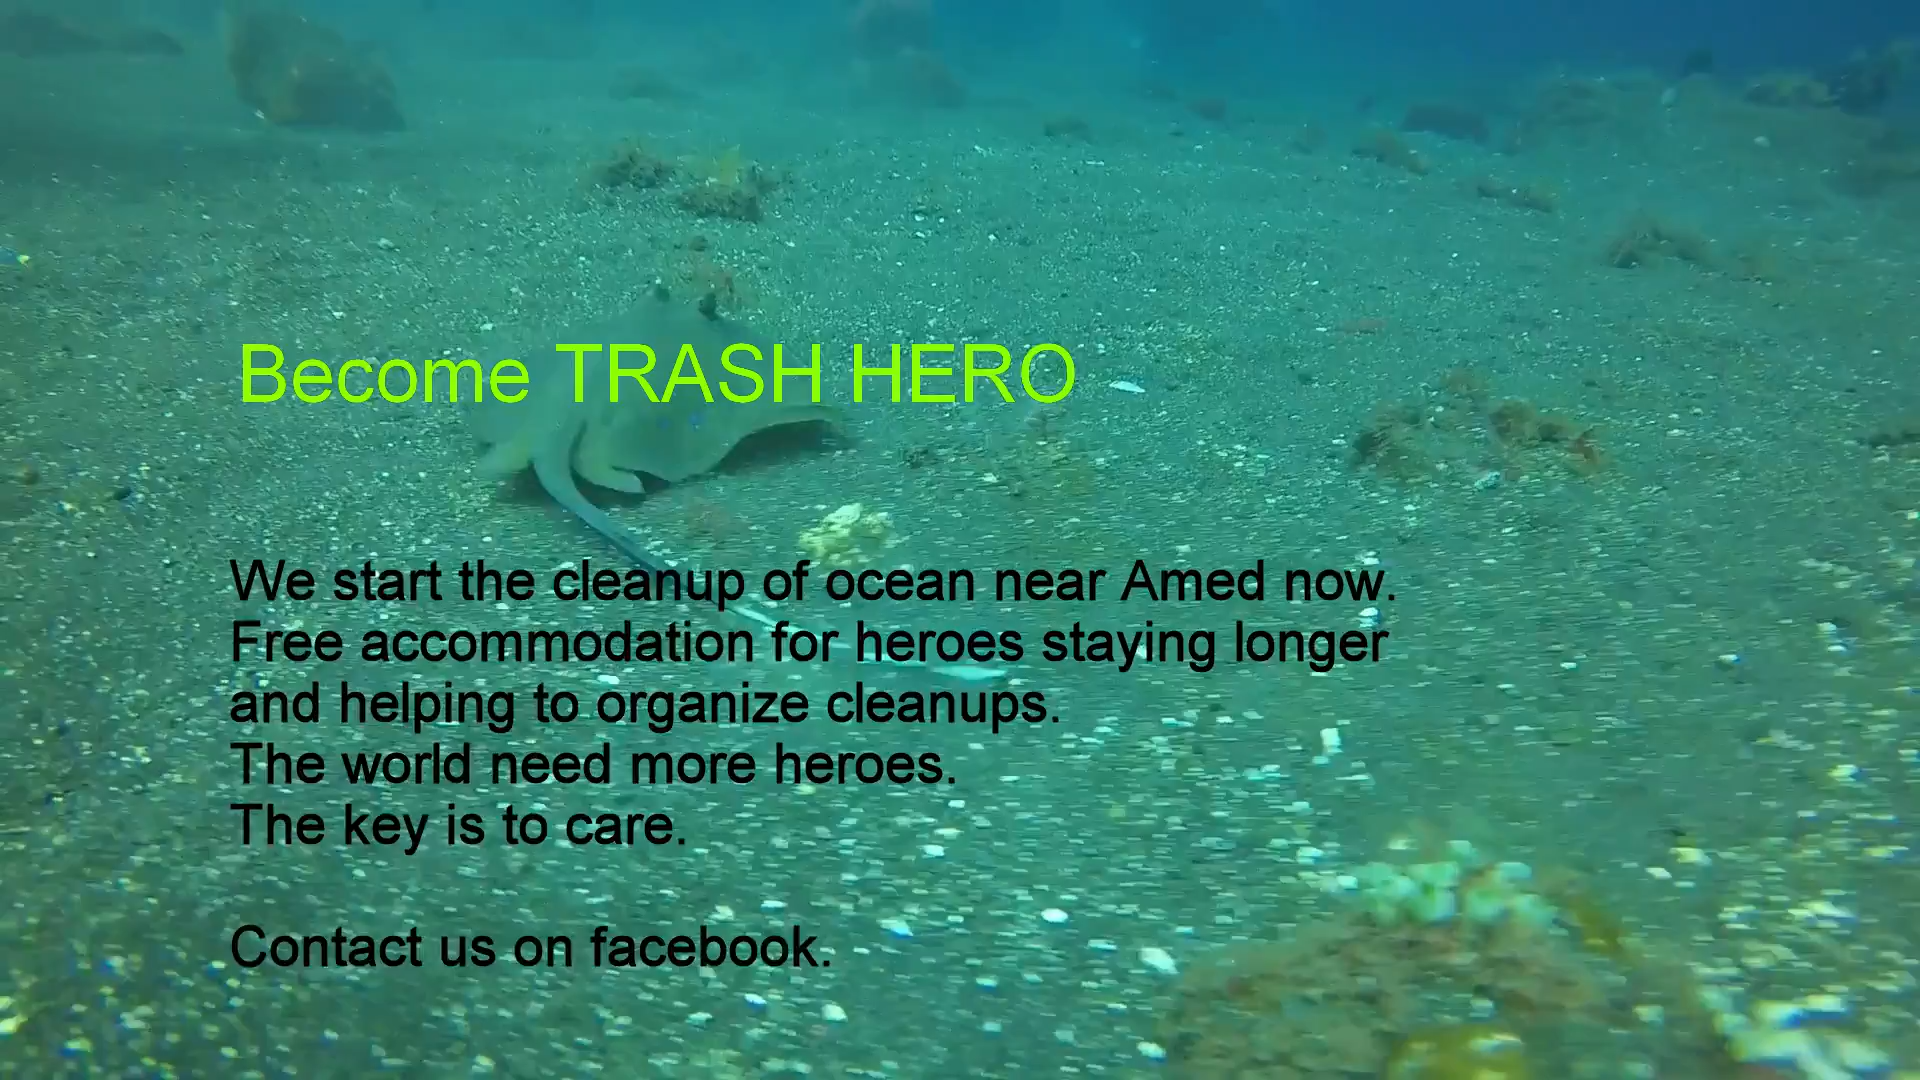 Become TRASH HERO
We start the cleanup of ocean near Amed now.
Free accommodation for heroes staying longer
and helping to organize cleanups.
The world need more heroes.
The key is to care.
Contact us on facebook.